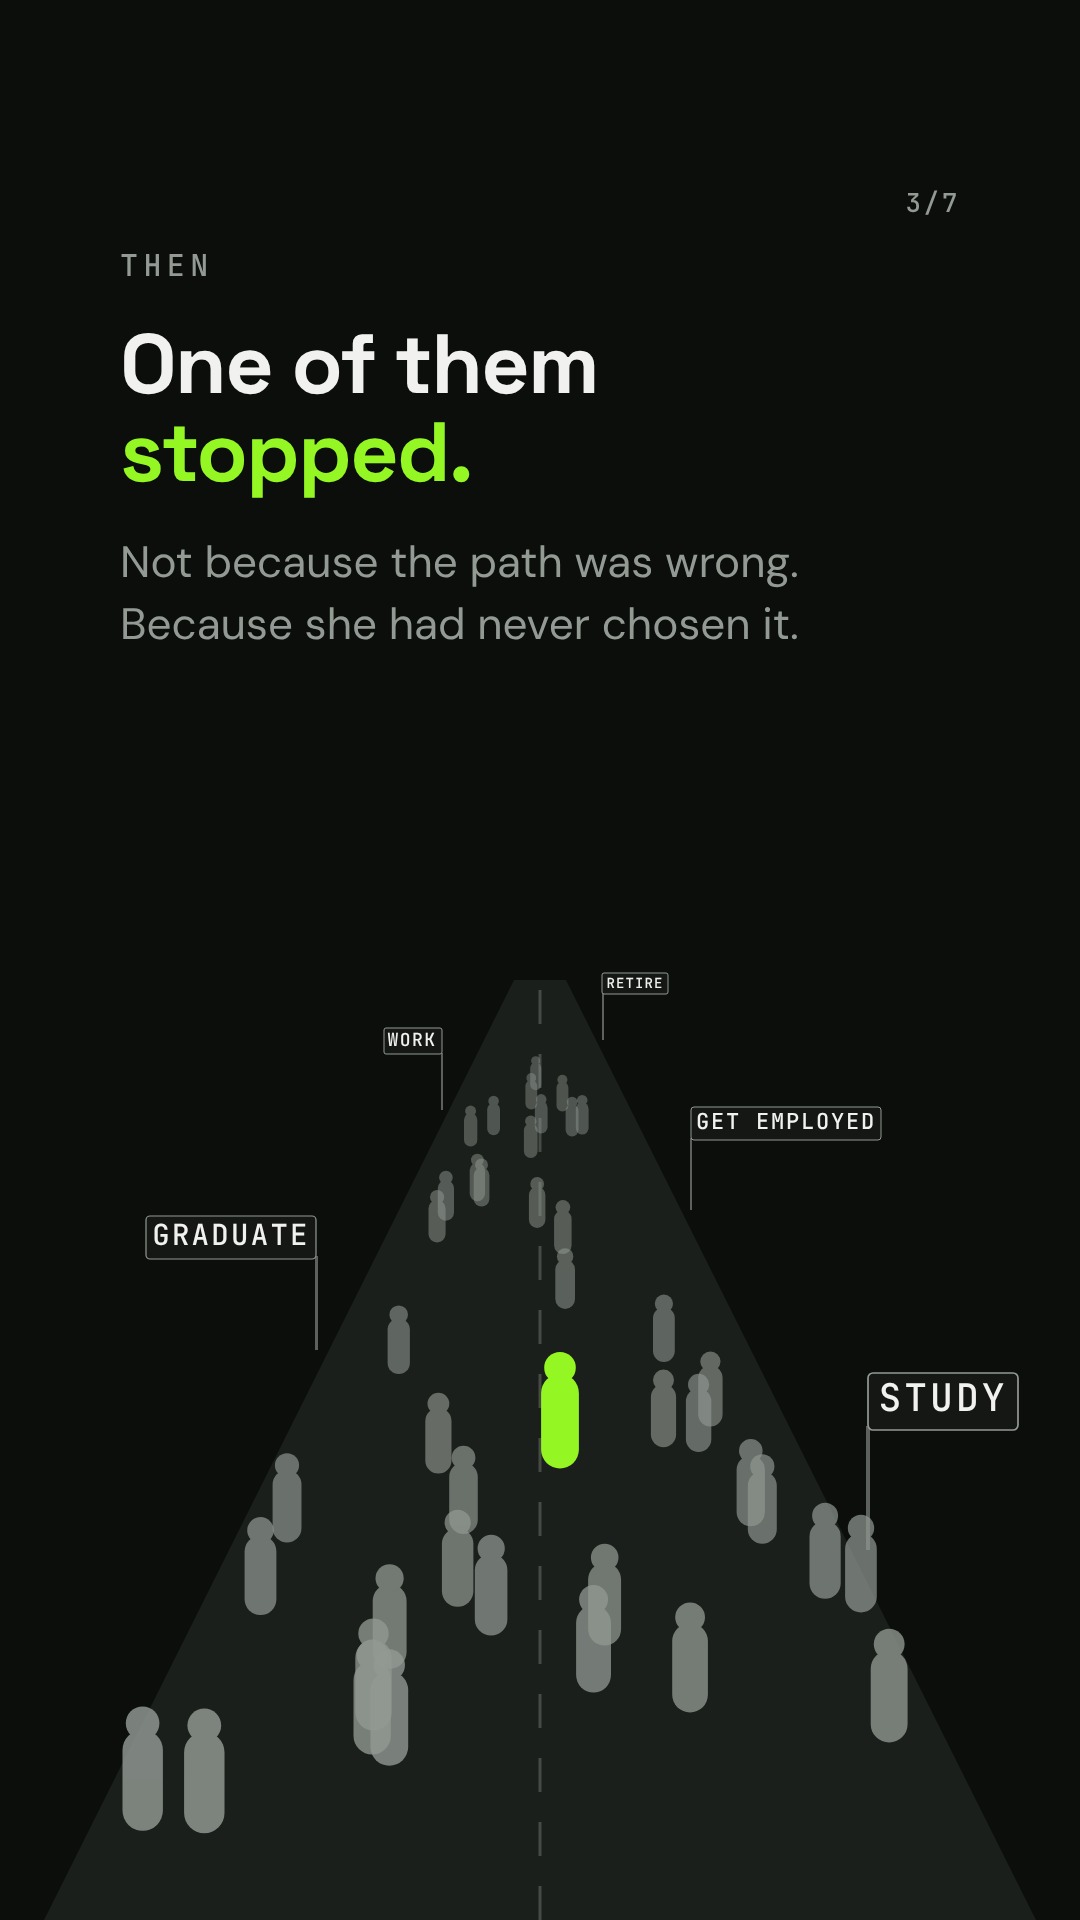 3/7
THEN
One of them
stopped.
Not because the path was wrong.
Because she had never chosen it.
RETIRE
WORK
GET EMPLOYED
GRADUATE
STUDY